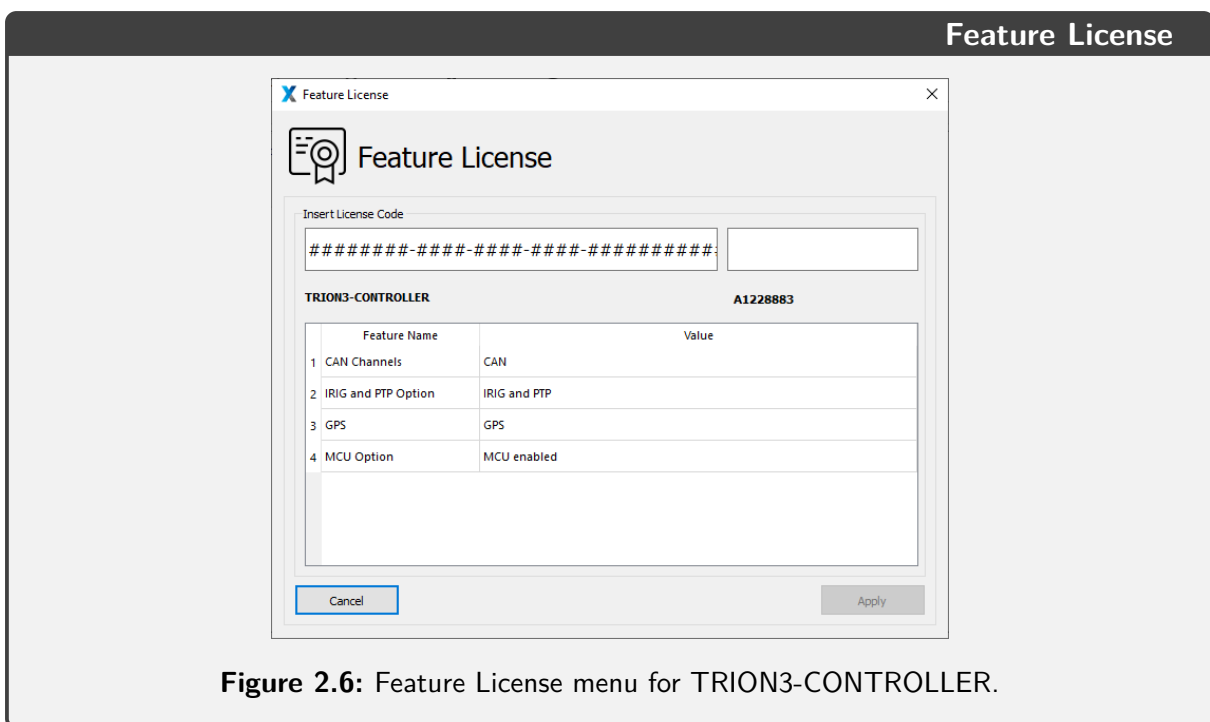 Feature License
Feature License
Feature License
Insert License Code
########-####-####-####-##########
TRION3-CONTROLLER A1228883
Feature Name Value
1 CAN Channels CAN
2 IRIG and PTP Option IRIG and PTP
3 GPS GPS
4 MCU Option MCU enabled
Cancel Apply
Figure 2.6: Feature License menu for TRION3-CONTROLLER.